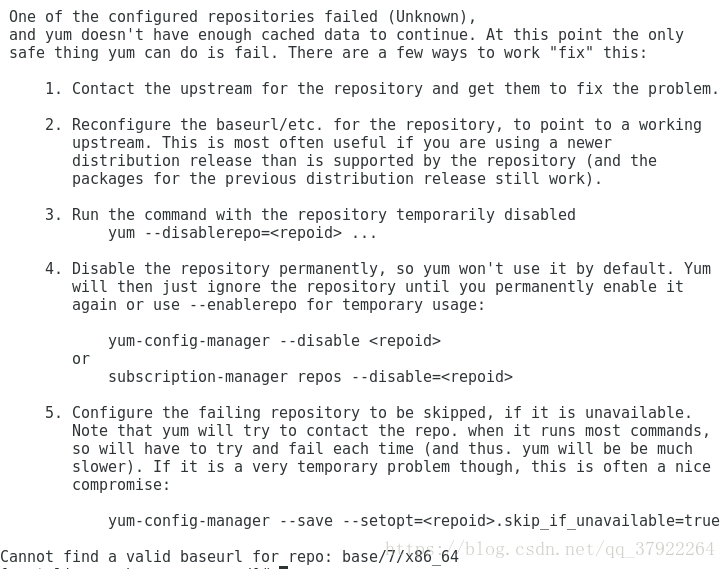 One of the configured repositories failed (Unknown),
and yum doesn't have enough cached data to continue. At this point the only
safe thing yum can do is fail. There are a few ways to work "fix" this:
1. Contact the upstream for the repository and get them to fix the problem.
2. Reconfigure the baseurl/etc. for the repository, to point to a working
upstream. This is most often useful if you are using a newer
distribution release than is supported by the repository (and the
packages for the previous distribution release still work).
3. Run the command with the repository temporarily disabled
yum --disablerepo=<repoid> ...
4. Disable the repository permanently, so yum won't use it by default. Yum
will then just ignore the repository until you permanently enable it
again or use --enablerepo for temporary usage:
yum-config-manager --disable <repoid>
or
subscription-manager repos --disable=<repoid>
5. Configure the failing repository to be skipped, if it is unavailable.
Note that yum will try to contact the repo. when it runs most commands,
so will have to try and fail each time (and thus. yum will be be much
slower). If it is a very temporary problem though, this is often a nice
compromise:
yum-config-manager --save --setopt=<repoid>.skip_if_unavailable=true
Cannot find a valid baseurl for repo: base/7/x86_64
https://blog.csdn.net/qq_37922264